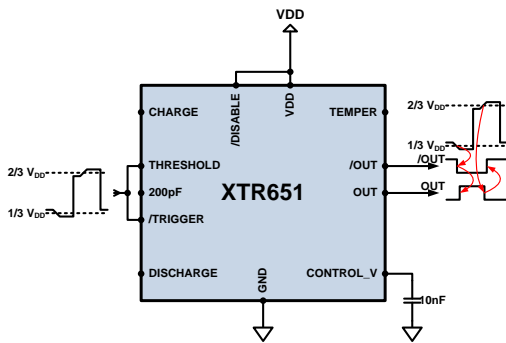 VDD
CHARGE
/DISABLE
VDD
TEMPER
2/3 VDD
THRESHOLD
2/3 VDD
1/3 VDD
/OUT
/OUT
200pF
XTR651
OUT
OUT
1/3 VDD
/TRIGGER
DISCHARGE
GND
CONTROL_V
10nF